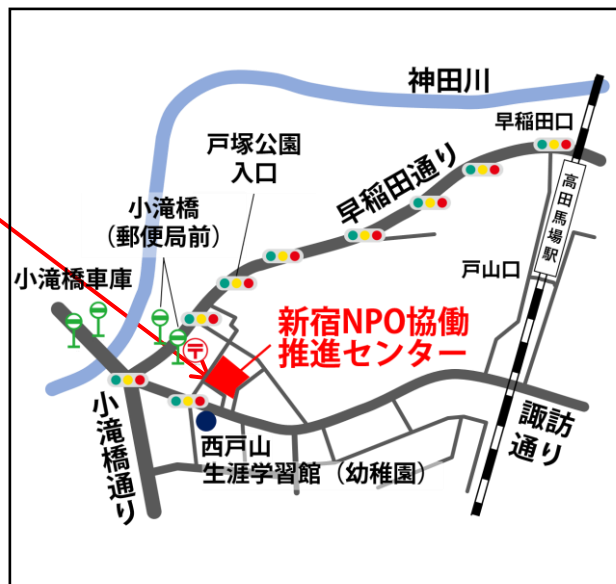 神田川
早稲田口
戸塚公園
入口
早稲田通り
高田馬場駅
小滝橋
（郵便局前）
戸山口
小滝橋車庫
新宿NPO協働
推進センター
〒
小滝橋通り
諏訪
通り
西戸山
生涯学習館（幼稚園）